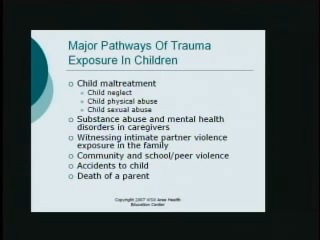 Major Pathways Of Trauma
Exposure In Children
Child maltreatment
Child neglect
Child physical abuse
Child sexual abuse
Substance abuse and mental health
disorders in caregivers
Witnessing intimate partner violence
exposure in the family
Community and school/peer violence
Accidents to child
Death of a parent
Copyright 2007 Area Health
Education Center